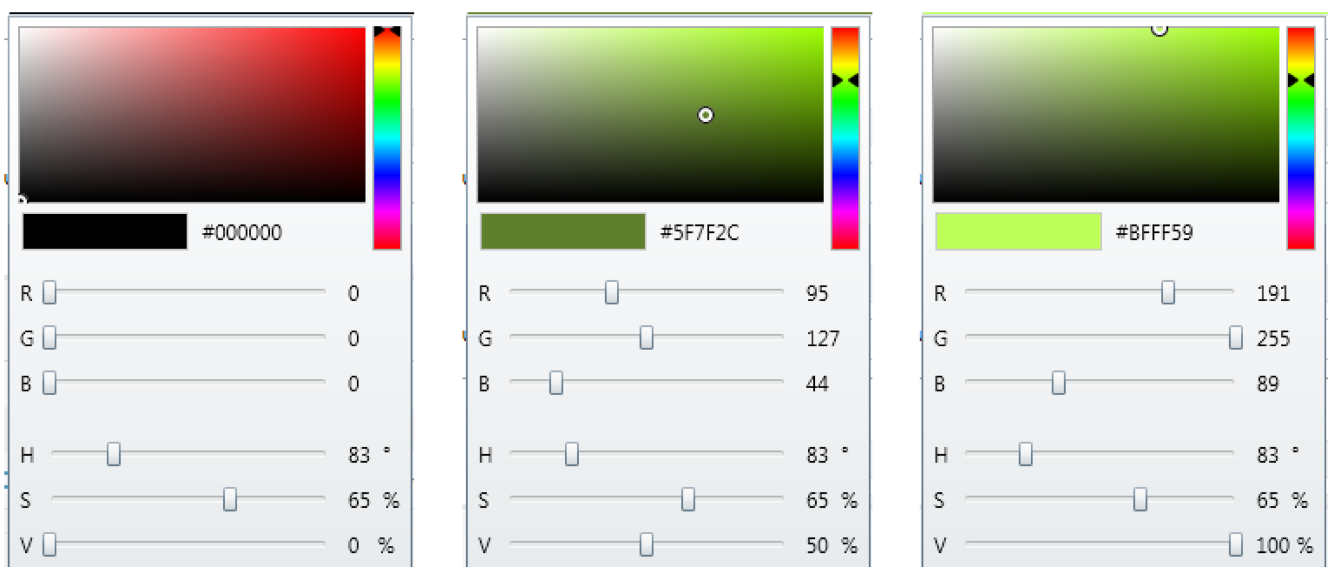 #000000
R 0
G 0
B 0
H 83 °
S 65 %
V 0 %
#5F7F2C
R 95
G 127
B 44
H 83 °
S 65 %
V 50 %
#BFFF59
R 191
G 255
B 89
H 83 °
S 65 %
V 100 %